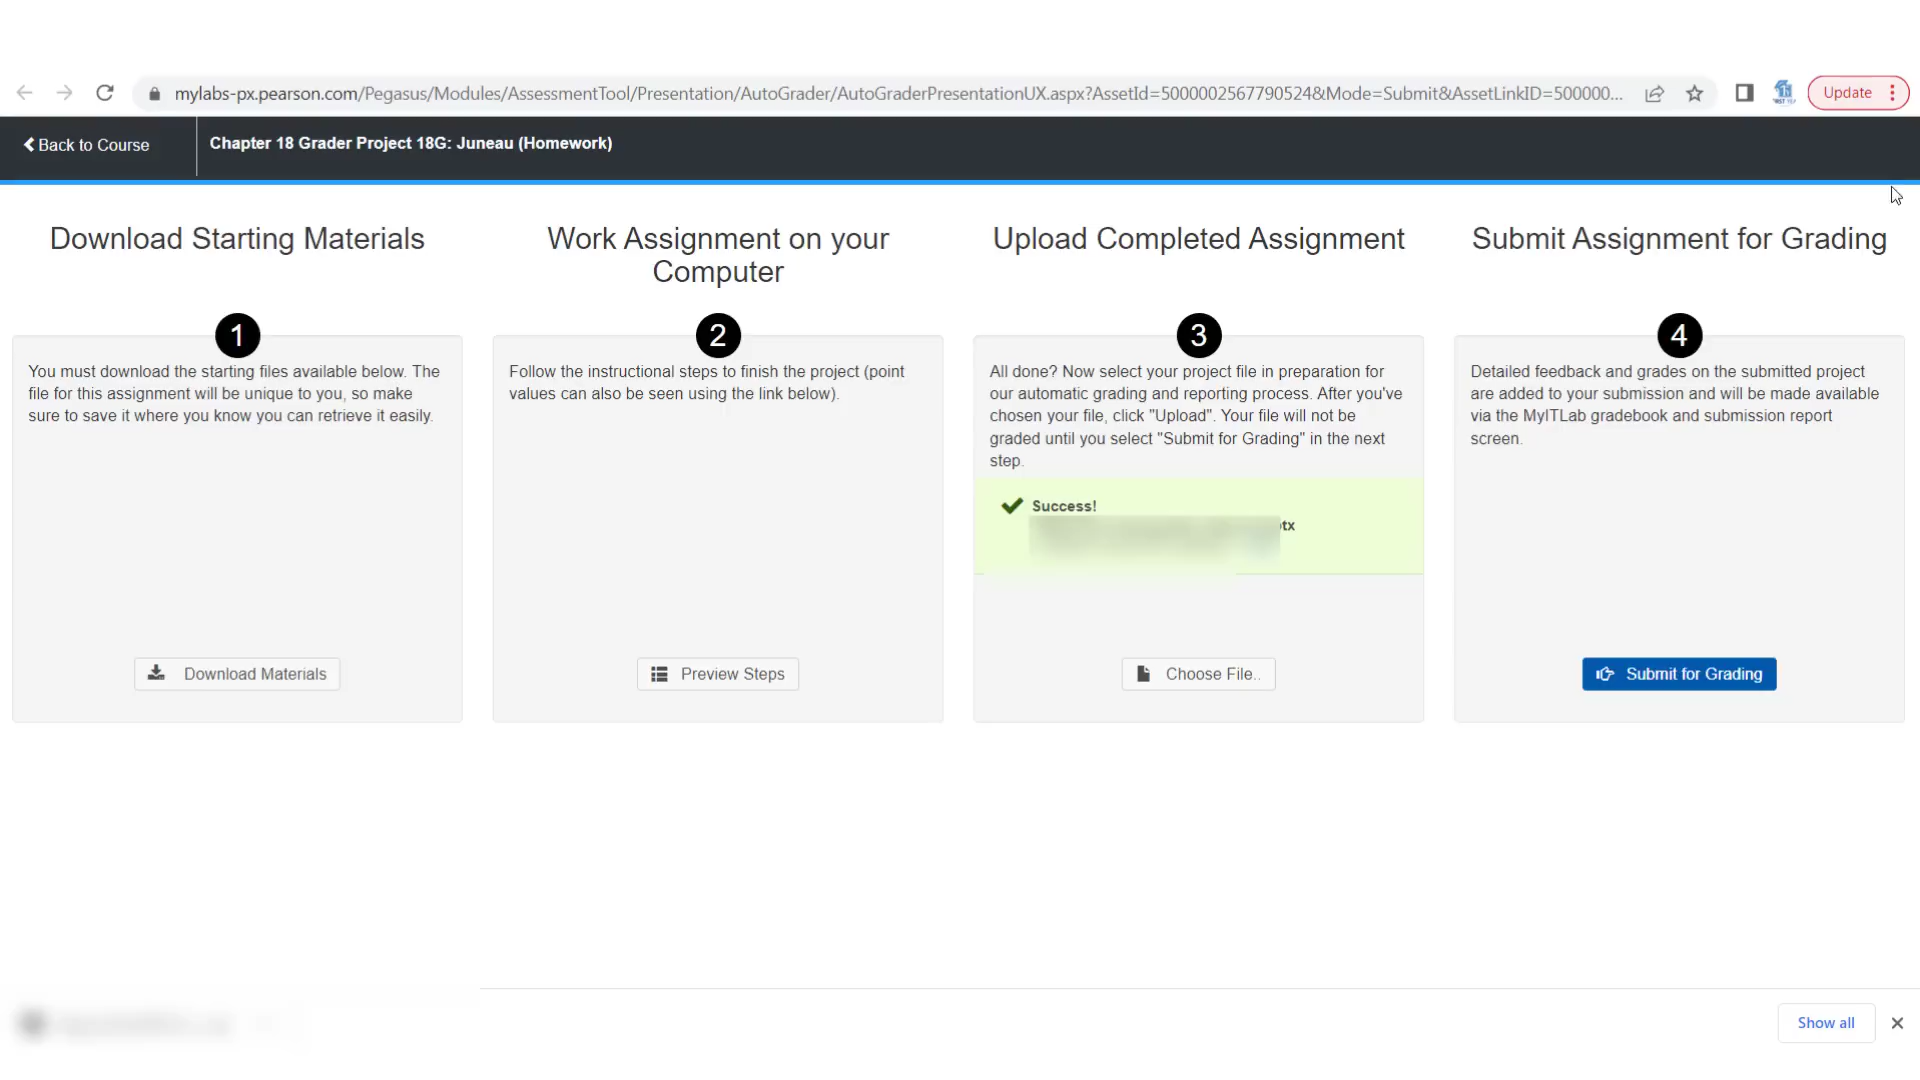 mylabs-px.pearson.com/Pegasus/Modules/AssessmentTool/Presentation/AutoGrader/AutoGraderPresentationUX.aspx?AssetId=5000002567790524&Mode=Submit&AssetLinkID=500000...
Update
Back to Course
Chapter 18 Grader Project 18G: Juneau (Homework)
Download Starting Materials
1
You must download the starting files available below. The
file for this assignment will be unique to you, so make
sure to save it where you know you can retrieve it easily.
Download Materials
Work Assignment on your
Computer
2
Follow the instructional steps to finish the project (point
values can also be seen using the link below).
Preview Steps
Upload Completed Assignment
3
All done? Now select your project file in preparation for
our automatic grading and reporting process. After you've
chosen your file, click "Upload". Your file will not be
graded until you select "Submit for Grading" in the next
step.
Success!
tx
Choose File..
Submit Assignment for Grading
4
Detailed feedback and grades on the submitted project
are added to your submission and will be made available
via the MyITLab gradebook and submission report
screen.
Submit for Grading
Show all